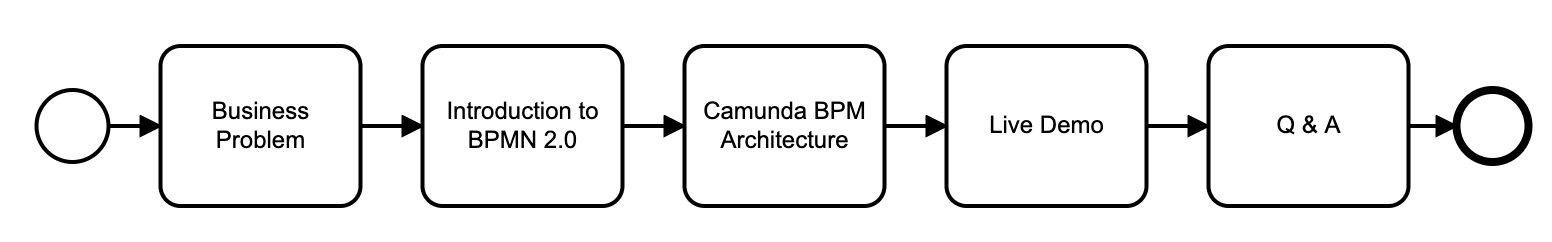 Business
Problem
Introduction to
BPMN 2.0
Camunda BPM
Architecture
Live Demo
Q & A